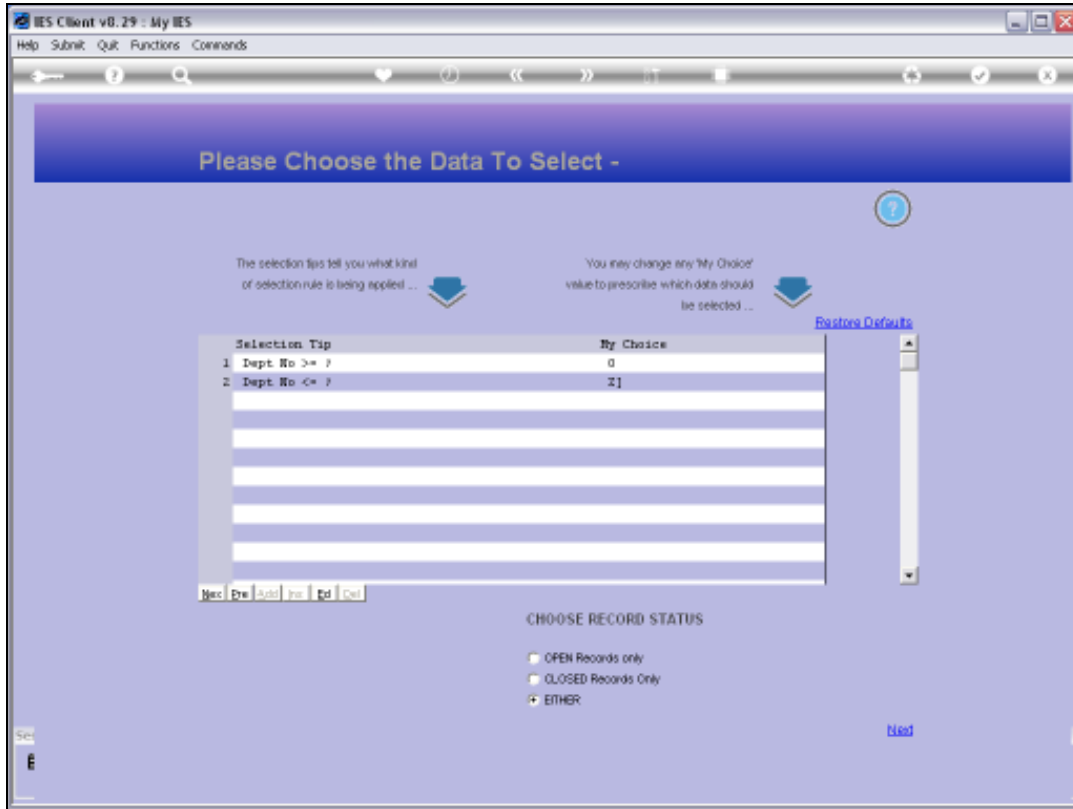 IES Client v8.29 : My IES
Help Submit Quit Functions Commands
Please Choose the Data To Select -
The selection tips tell you what kind
of selection rule is being applied ...
You may change any 'My Choice'
value to prescribe which data should
be selected ...
Restore Defaults
Selection Tip My Choice
1 Dept No >= ? 0
2 Dept No <= ? Z]
Nex Pre Add Ins Ed Del
CHOOSE RECORD STATUS
OPEN Records only
CLOSED Records Only
EITHER
Next